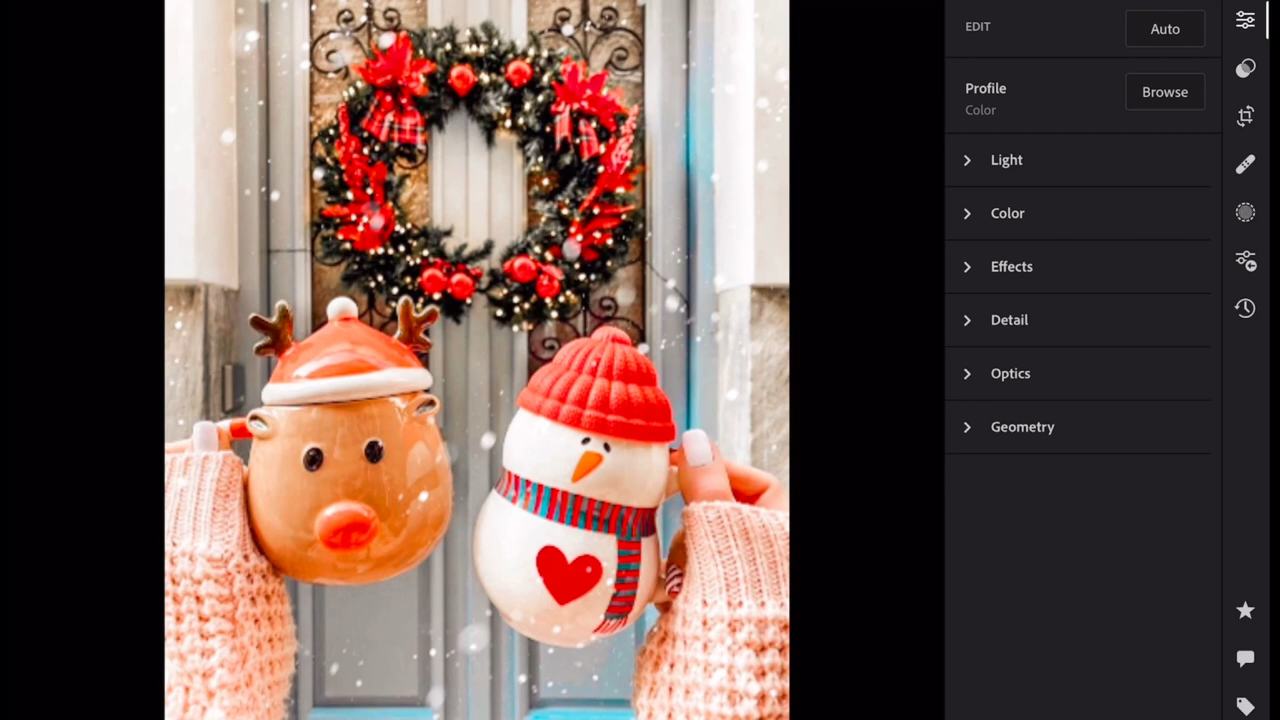 EDIT
Auto
Profile
Color
Browse
Light
Color
Effects
Detail
Optics
Geometry